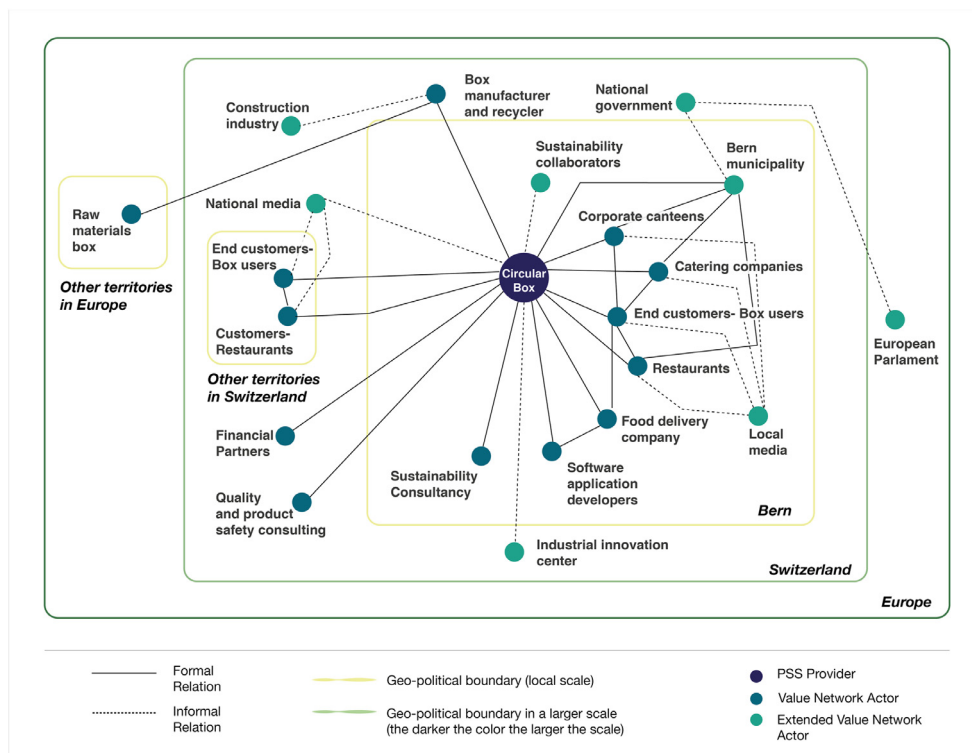 Box
manufacturer
and recycler
National
government
Construction
industry
Sustainability
collaborators
Bern
municipality
National media
Corporate canteens
Raw
materials
box
End customers-
Box users
Circular
Box
Catering companies
Other territories
in Europe
End customers- Box users
Customers-
Restaurants
European
Parlament
Restaurants
Other territories
in Switzerland
Financial
Partners
Food delivery
company
Local
media
Sustainability
Consultancy
Software
application
developers
Quality
and product
safety consulting
Bern
Industrial innovation
center
Switzerland
Europe
Formal
Relation
Informal
Relation
Geo-political boundary (local scale)
Geo-political boundary in a larger scale
(the darker the color the larger the scale)
PSS Provider
Value Network Actor
Extended Value Network
Actor